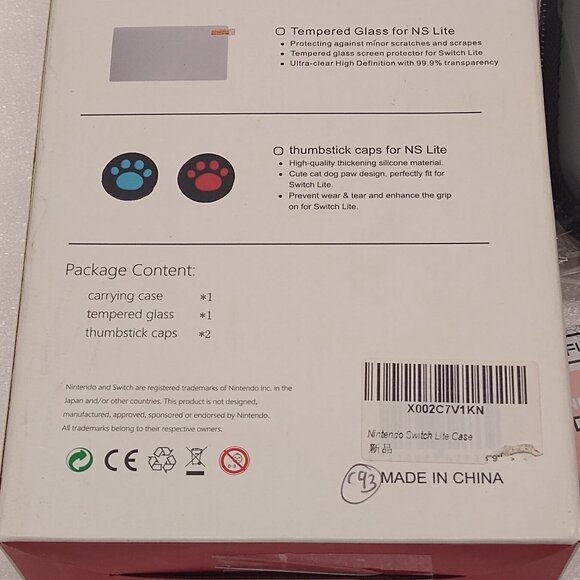 Tempered Glass for NS Lite
• Protecting against minor scratches and scrapes
• Tempered glass screen protector for Switch Lite
• Ultra-clear High Definition with 99.9% transparency
thumbstick caps for NS Lite
• High-quality thickening silicone material.
• Cute cat dog paw design, perfectly fit for
Switch Lite.
• Prevent wear & tear and enhance the grip
on for Switch Lite.
Package Content:
carrying case *1
tempered glass *1
thumbstick caps *2
Nintendo and Switch are registered trademarks of Nintendo Inc. in the
Japan and/or other countries. This product is not designed,
manufactured, approved, sponsored or endorsed by Nintendo.
All trademarks belong to their respective owners.
CE
0-3
X002C7V1KN
Nintendo Switch Lite Case
新品
C93
MADE IN CHINA